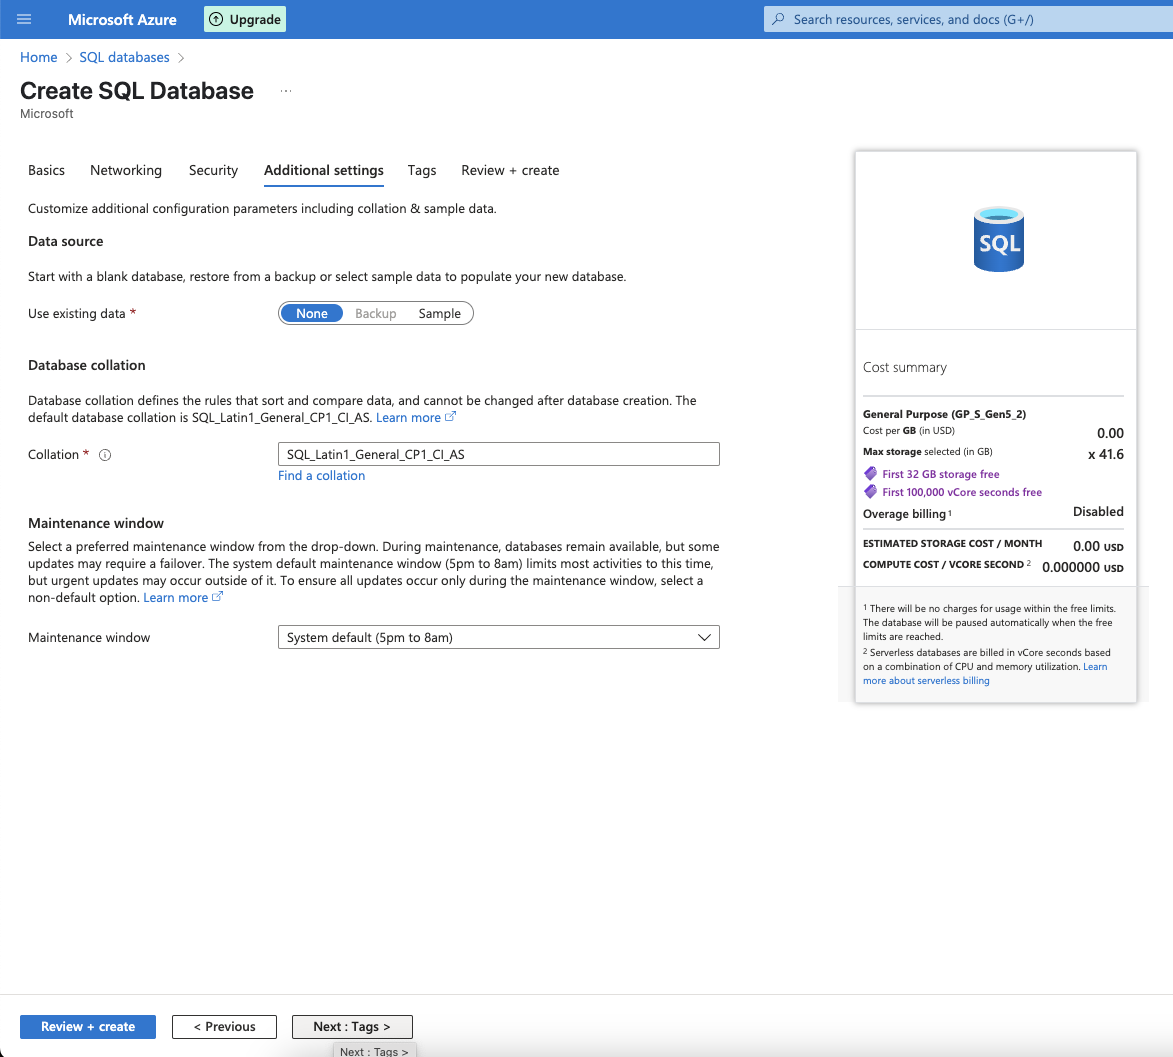 Microsoft Azure
Upgrade
Search resources, services, and docs (G+/)
Home > SQL databases >
Create SQL Database ...
Microsoft
Basics Networking Security Additional settings Tags Review + create
Customize additional configuration parameters including collation & sample data.
Data source
Start with a blank database, restore from a backup or select sample data to populate your new database.
Use existing data *
None Backup Sample
Database collation
Database collation defines the rules that sort and compare data, and cannot be changed after database creation. The
default database collation is SQL_Latin1_General_CP1_CI_AS. Learn more
Collation *
SQL_Latin1_General_CP1_CI_AS
Find a collation
Maintenance window
Select a preferred maintenance window from the drop-down. During maintenance, databases remain available, but some
updates may require a failover. The system default maintenance window (5pm to 8am) limits most activities to this time,
but urgent updates may occur outside of it. To ensure all updates occur only during the maintenance window, select a
non-default option. Learn more
Maintenance window
System default (5pm to 8am)
SQL
Cost summary
General Purpose (GP_S_Gen5_2)
Cost per GB (in USD) 0.00
Max storage selected (in GB) x 41.6
First 32 GB storage free
First 100,000 vCore seconds free
Overage billing 1 Disabled
ESTIMATED STORAGE COST / MONTH 0.00 USD
COMPUTE COST / VCORE SECOND 2 0.000000 USD
1 There will be no charges for usage within the free limits.
The database will be paused automatically when the free
limits are reached.
2 Serverless databases are billed in vCore seconds based
on a combination of CPU and memory utilization. Learn
more about serverless billing
Review + create
< Previous
Next : Tags >
Next : Tags >